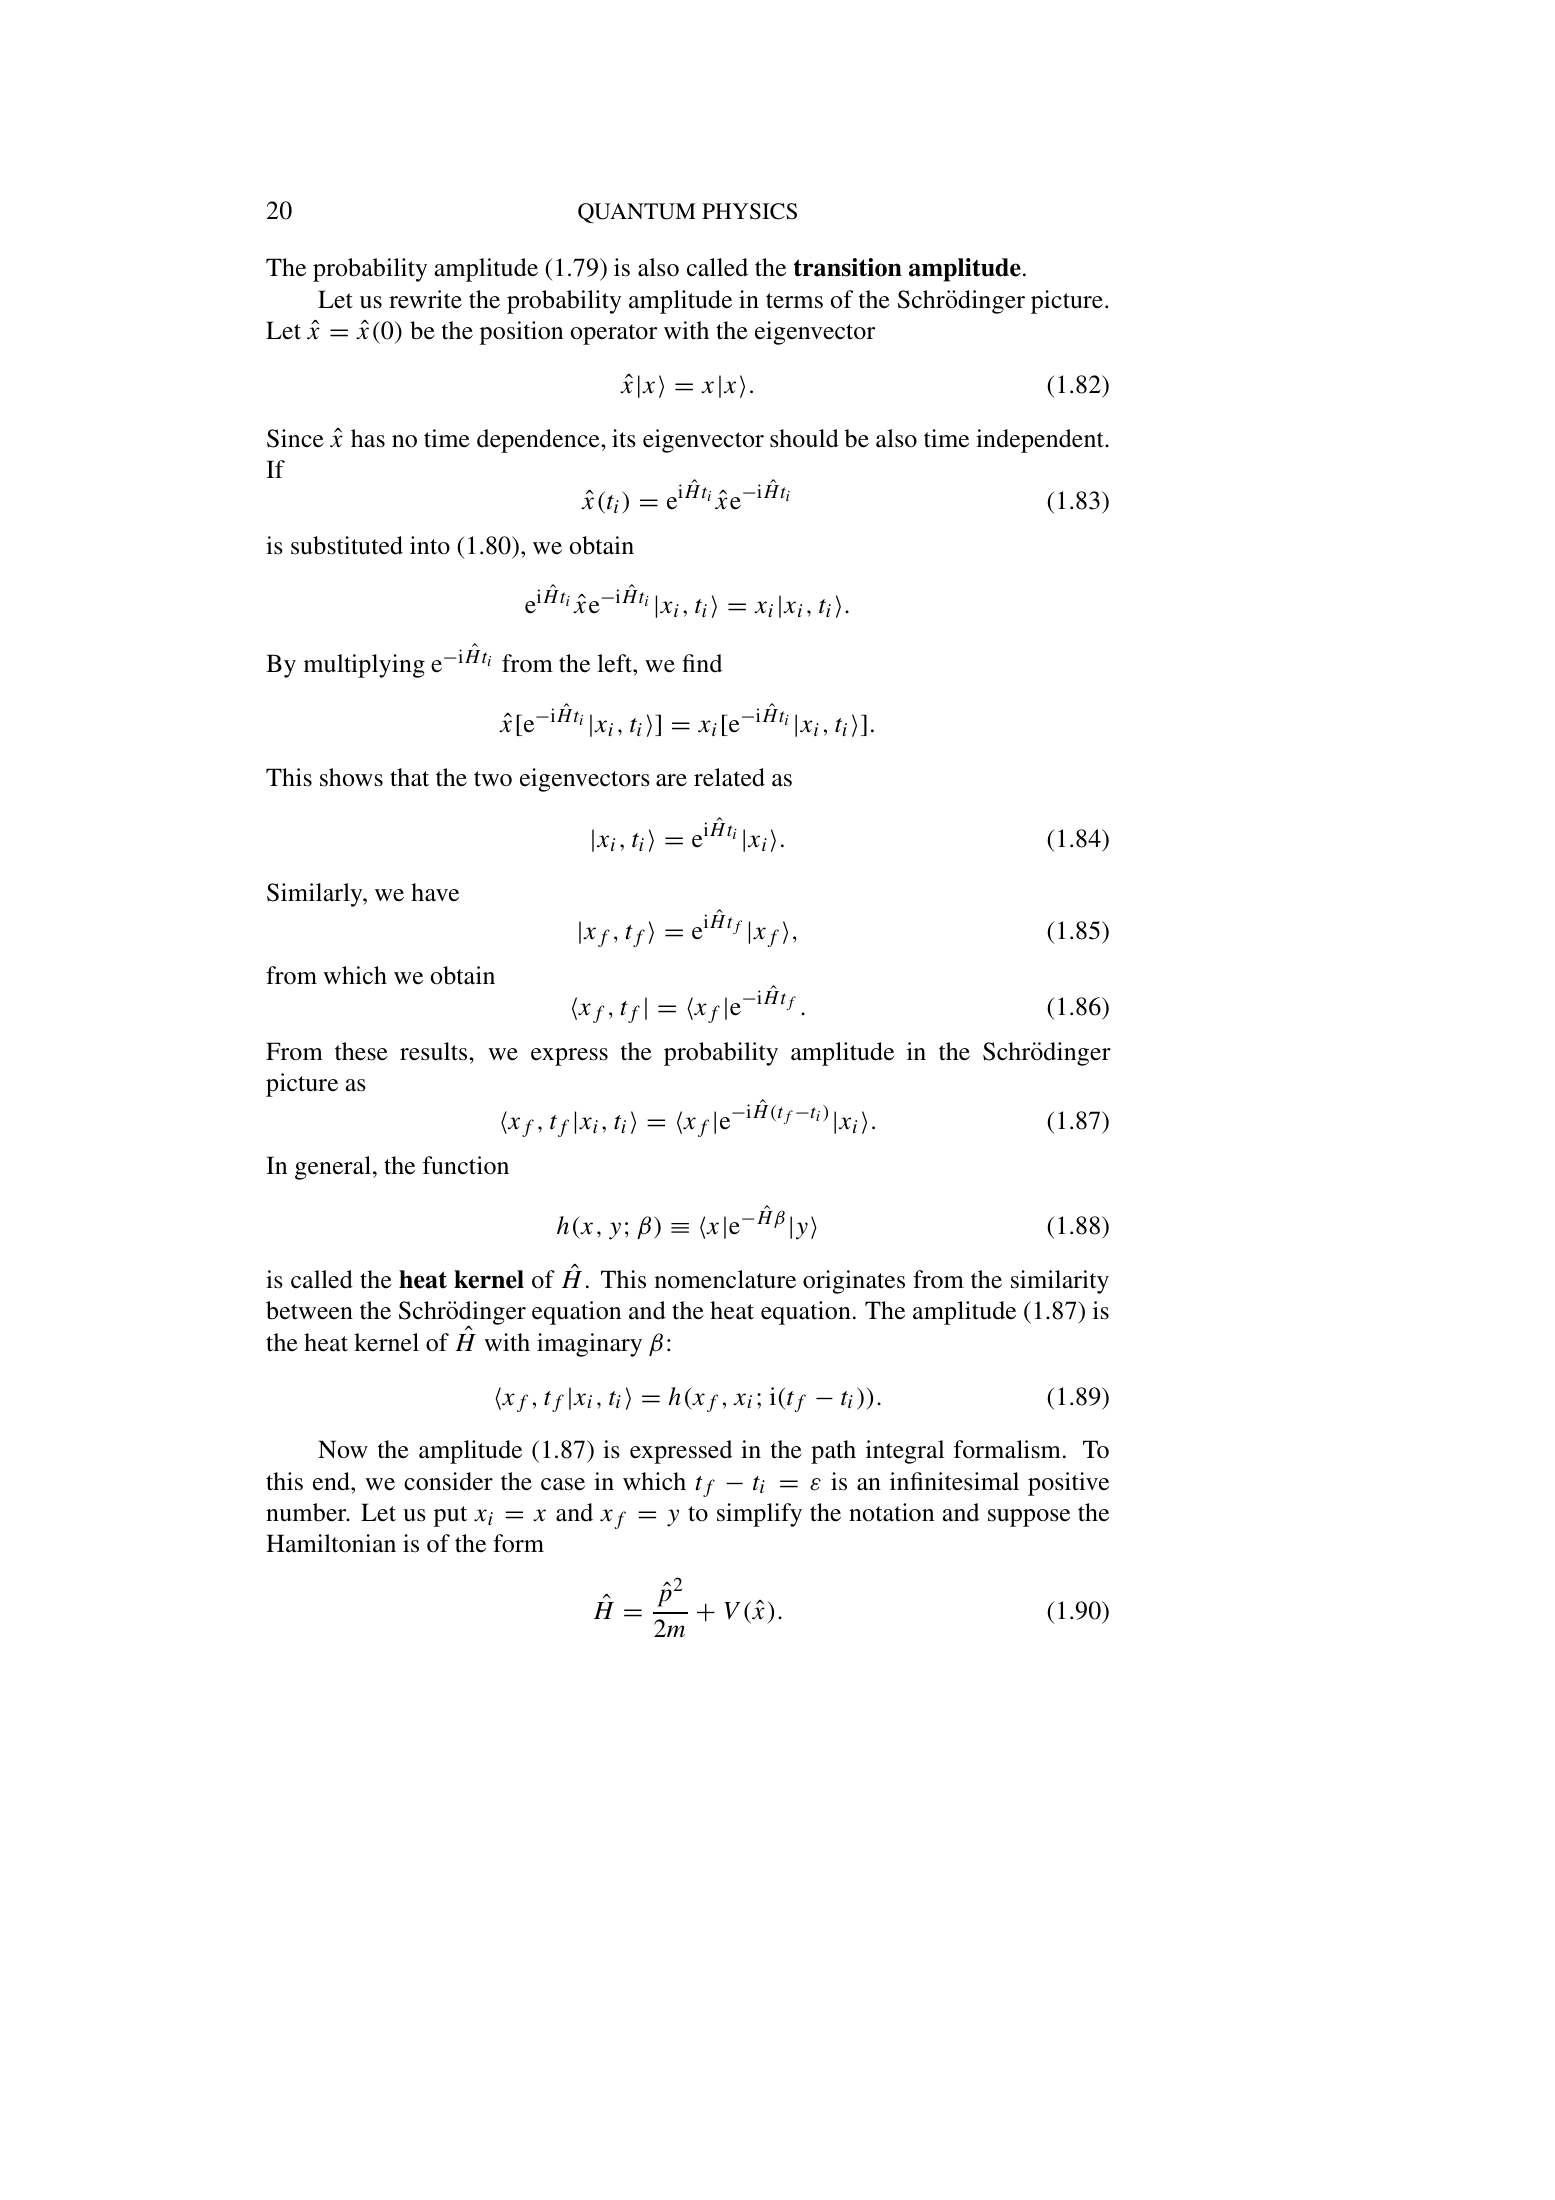 20 QUANTUM PHYSICS
The probability amplitude (1.79) is also called the transition amplitude.
Let us rewrite the probability amplitude in terms of the Schrödinger picture.
Let x̂ = x̂(0) be the position operator with the eigenvector
x̂|x⟩ = x|x⟩. (1.82)
Since x̂ has no time dependence, its eigenvector should be also time independent.
If
x̂(t_i) = e^{iĤt_i} x̂ e^{−iĤt_i} (1.83)
is substituted into (1.80), we obtain
e^{iĤt_i} x̂ e^{−iĤt_i}|x_i, t_i⟩ = x_i|x_i, t_i⟩.
By multiplying e^{−iĤt_i} from the left, we find
x̂[e^{−iĤt_i}|x_i, t_i⟩] = x_i[e^{−iĤt_i}|x_i, t_i⟩].
This shows that the two eigenvectors are related as
|x_i, t_i⟩ = e^{iĤt_i}|x_i⟩. (1.84)
Similarly, we have
|x_f, t_f⟩ = e^{iĤt_f}|x_f⟩, (1.85)
from which we obtain
⟨x_f, t_f| = ⟨x_f|e^{−iĤt_f}. (1.86)
From these results, we express the probability amplitude in the Schrödinger
picture as
⟨x_f, t_f|x_i, t_i⟩ = ⟨x_f|e^{−iĤ(t_f−t_i)}|x_i⟩. (1.87)
In general, the function
h(x, y; β) ≡ ⟨x|e^{−Ĥβ}|y⟩ (1.88)
is called the heat kernel of Ĥ. This nomenclature originates from the similarity
between the Schrödinger equation and the heat equation. The amplitude (1.87) is
the heat kernel of Ĥ with imaginary β:
⟨x_f, t_f|x_i, t_i⟩ = h(x_f, x_i; i(t_f − t_i)). (1.89)
Now the amplitude (1.87) is expressed in the path integral formalism. To
this end, we consider the case in which t_f − t_i = ε is an infinitesimal positive
number. Let us put x_i = x and x_f = y to simplify the notation and suppose the
Hamiltonian is of the form
Ĥ = p̂²/2m + V(x̂). (1.90)